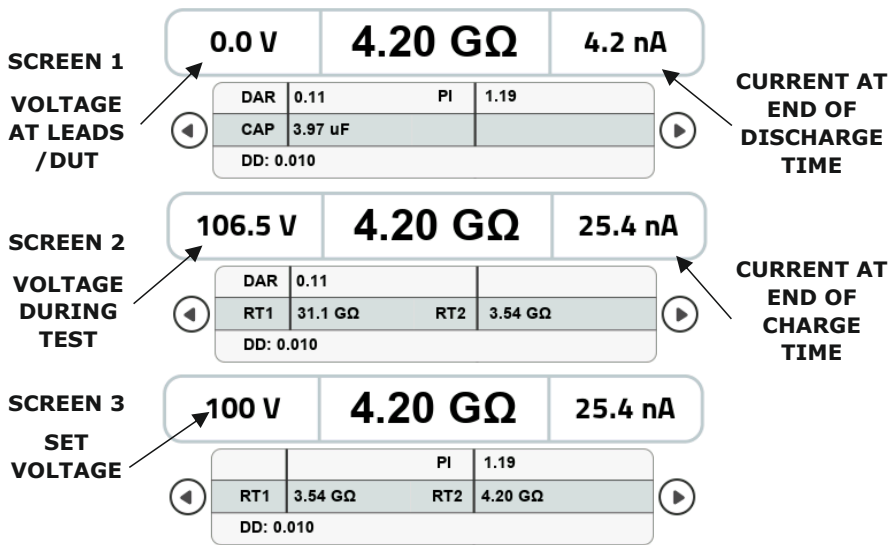 SCREEN 1
VOLTAGE
AT LEADS
/DUT
0.0 V 4.20 GΩ 4.2 nA
DAR 0.11 PI 1.19
CAP 3.97 uF
DD: 0.010
CURRENT AT
END OF
DISCHARGE
TIME
SCREEN 2
VOLTAGE
DURING
TEST
106.5 V 4.20 GΩ 25.4 nA
DAR 0.11
RT1 31.1 GΩ RT2 3.54 GΩ
DD: 0.010
CURRENT AT
END OF
CHARGE
TIME
SCREEN 3
SET
VOLTAGE
100 V 4.20 GΩ 25.4 nA
PI 1.19
RT1 3.54 GΩ RT2 4.20 GΩ
DD: 0.010